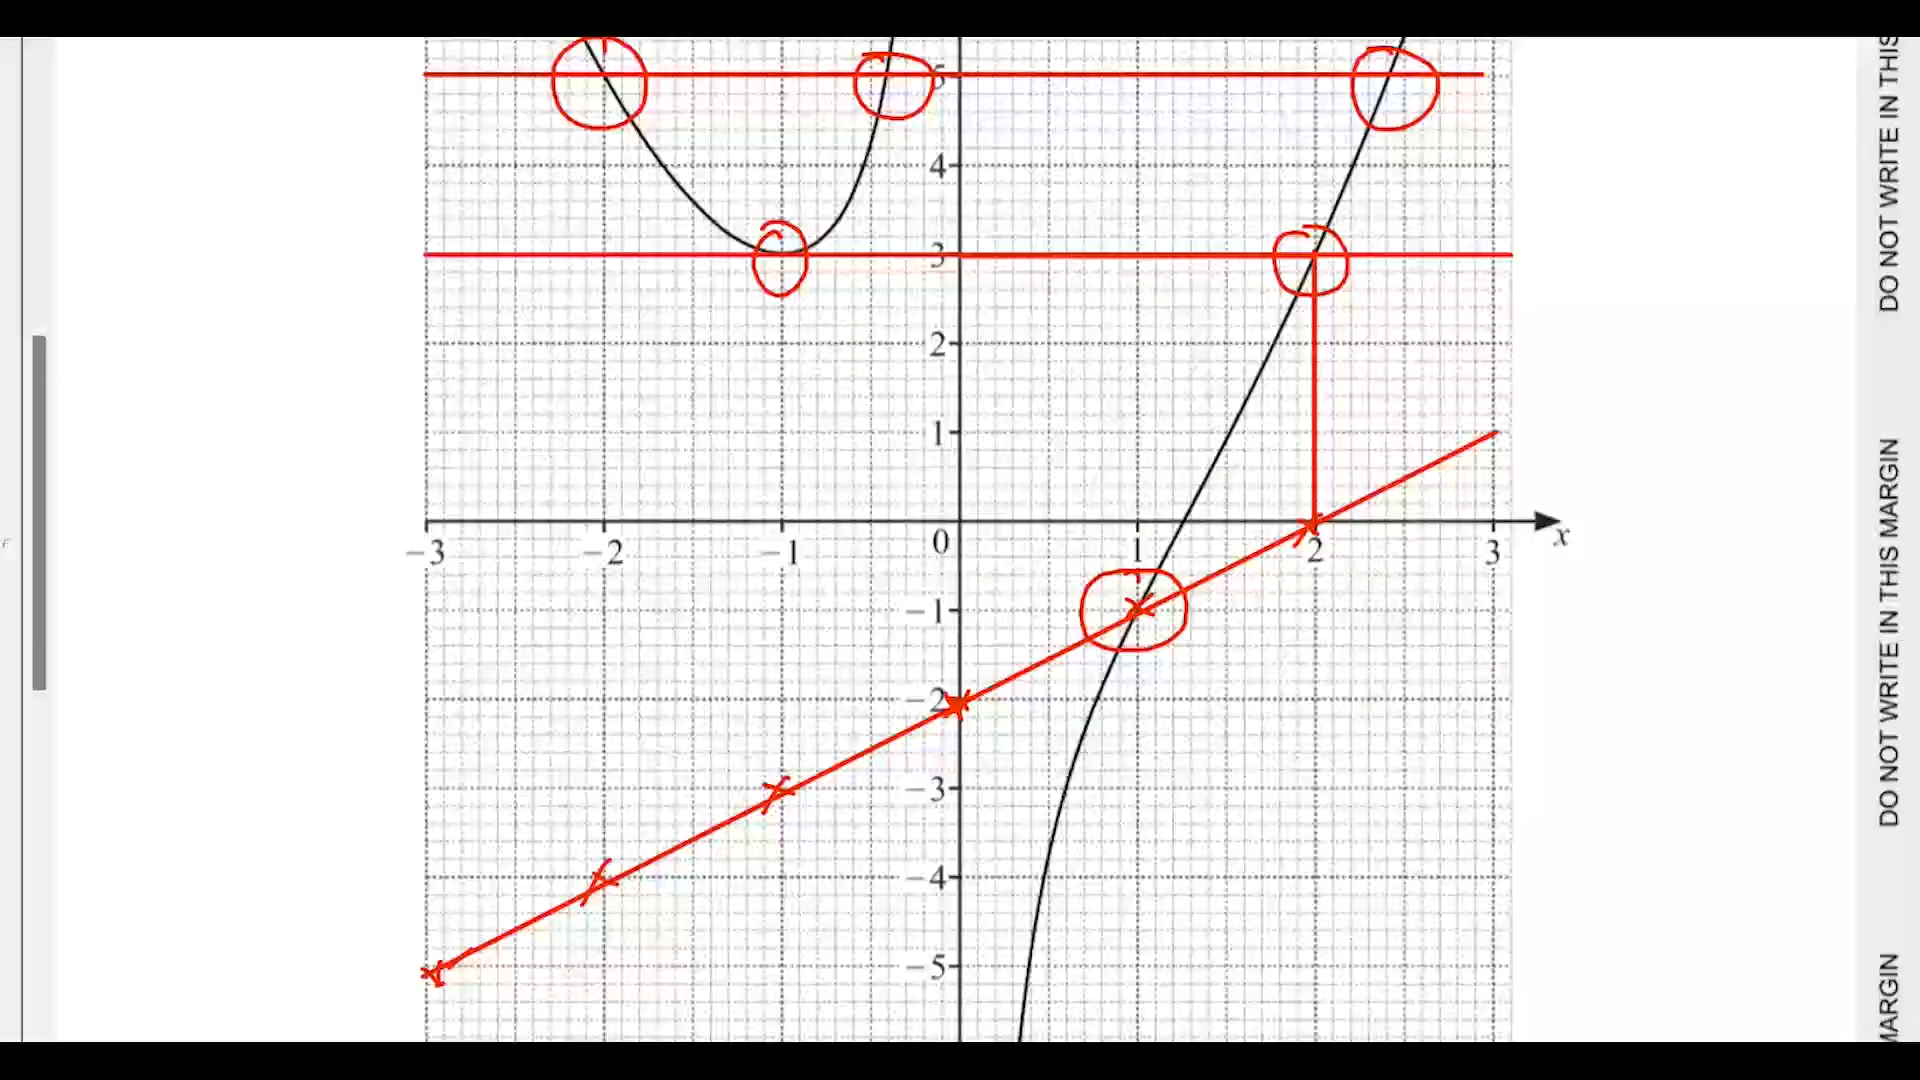 5
4
3
2
1
-3 -2 -1 0 1 2 3 x
-1
-2
-3
-4
-5
DO NOT WRITE IN THIS
DO NOT WRITE IN THIS MARGIN
MARGIN